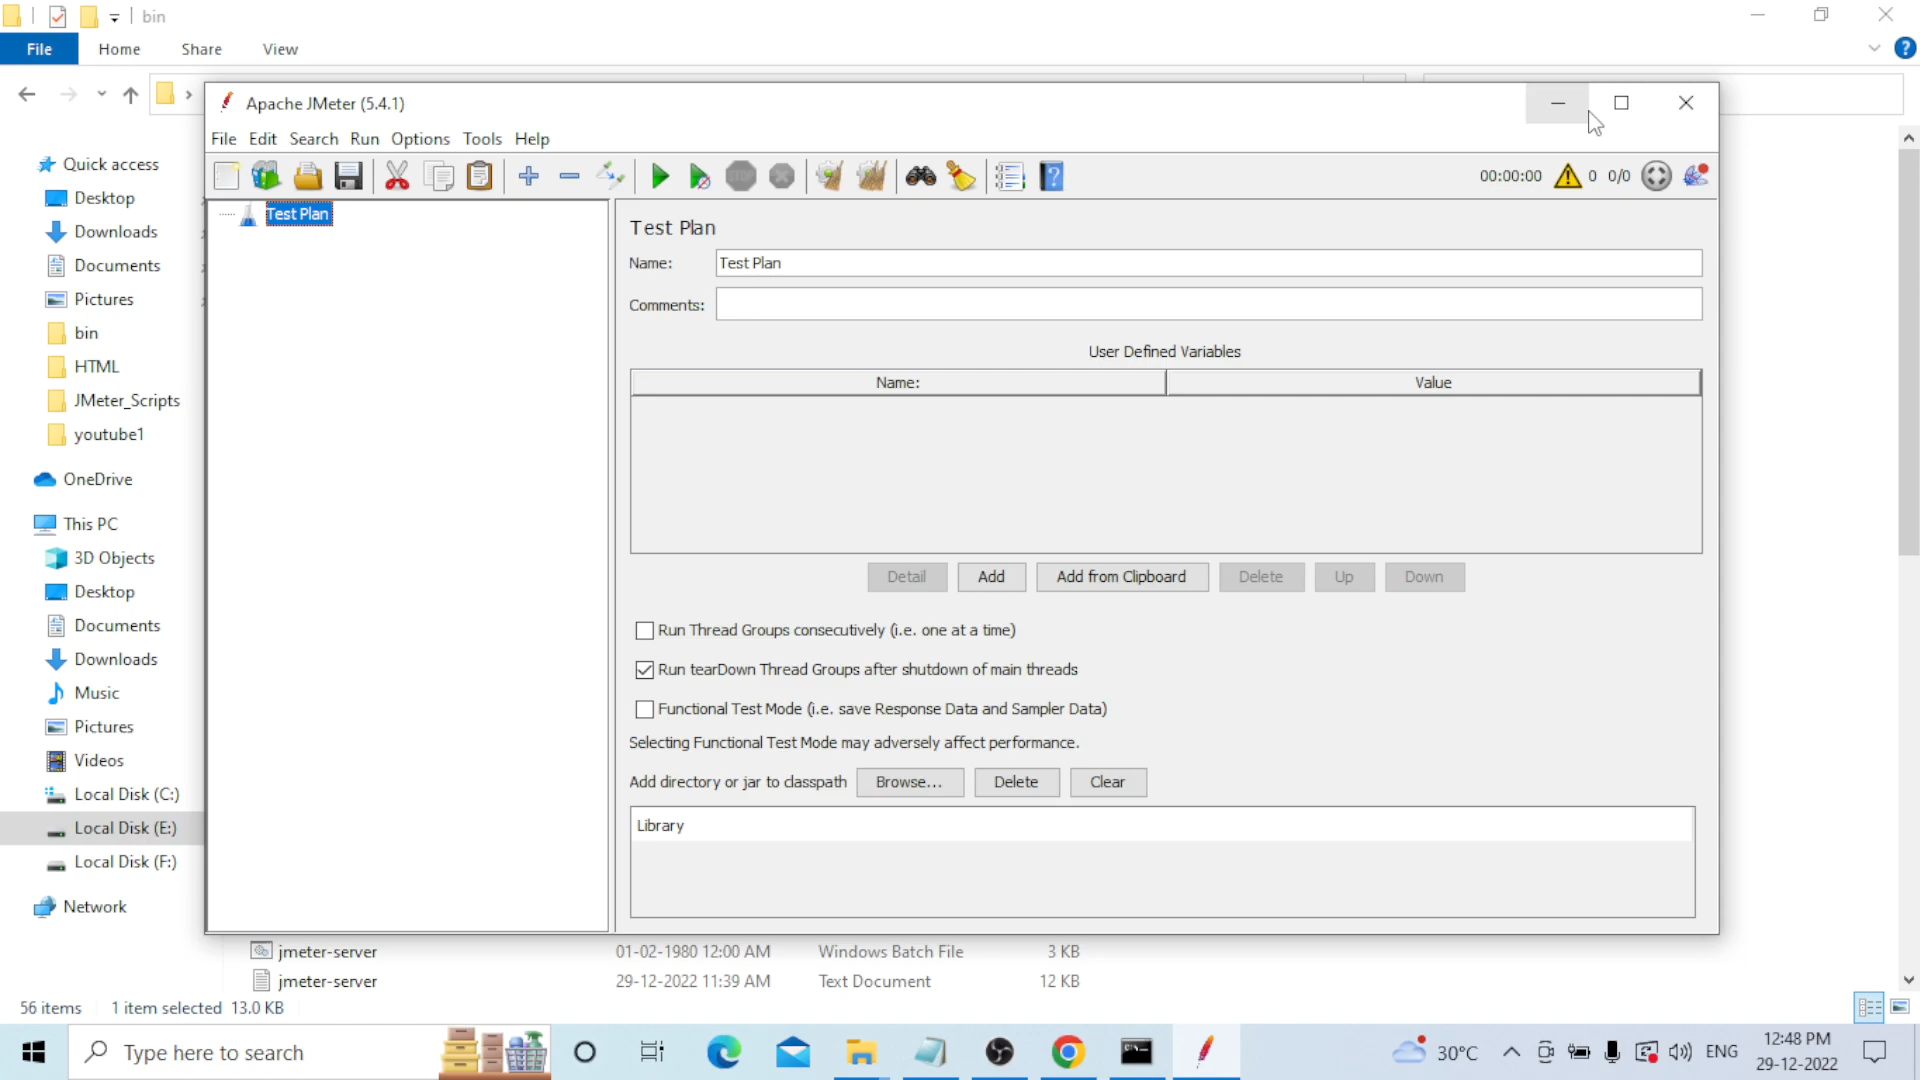 bin
File Home Share View
Apache JMeter (5.4.1)
File Edit Search Run Options Tools Help
STOP
00:00:00 0 0/0
Quick access
Desktop
Downloads
Documents
Pictures
bin
HTML
JMeter_Scripts
youtube1
OneDrive
This PC
3D Objects
Desktop
Documents
Downloads
Music
Pictures
Videos
Local Disk (C:)
Local Disk (E:)
Local Disk (F:)
Network
Test Plan
Test Plan
Name: Test Plan
Comments:
User Defined Variables
Name: Value
Detail Add Add from Clipboard Delete Up Down
Run Thread Groups consecutively (i.e. one at a time)
Run tearDown Thread Groups after shutdown of main threads
Functional Test Mode (i.e. save Response Data and Sampler Data)
Selecting Functional Test Mode may adversely affect performance.
Add directory or jar to classpath Browse... Delete Clear
Library
jmeter-server 01-02-1980 12:00 AM Windows Batch File 3 KB
jmeter-server 29-12-2022 11:39 AM Text Document 12 KB
56 items 1 item selected 13.0 KB
Type here to search
30°C ENG 12:48 PM
29-12-2022